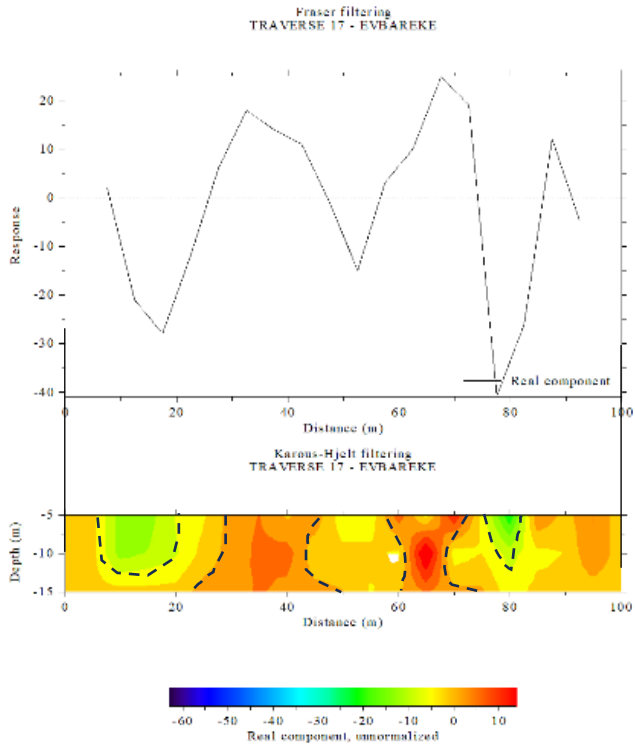 Fraser filtering
TRAVERSE 17 - EVBAREKE
20
10
0
-10
-20
-30
-40
Response
Real component
0 20 40 60 80 100
Distance (m)
Karous-Hjelt filtering
TRAVERSE 17 - EVBAREKE
-5
-10
-15
Depth (m)
0 20 40 60 80 100
Distance (m)
-60 -50 -40 -30 -20 -10 0 10
Real component, unnormalized